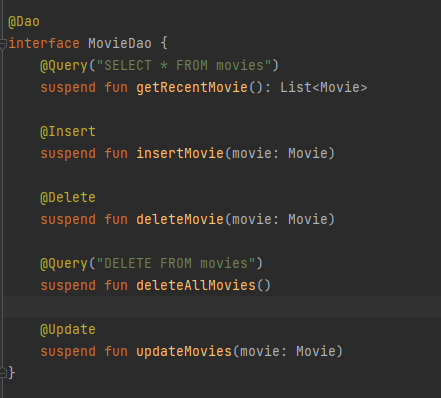 @Dao
interface MovieDao {
@Query("SELECT * FROM movies")
suspend fun getRecentMovie(): List<Movie>
@Insert
suspend fun insertMovie(movie: Movie)
@Delete
suspend fun deleteMovie(movie: Movie)
@Query("DELETE FROM movies")
suspend fun deleteAllMovies()
@Update
suspend fun updateMovies(movie: Movie)
}